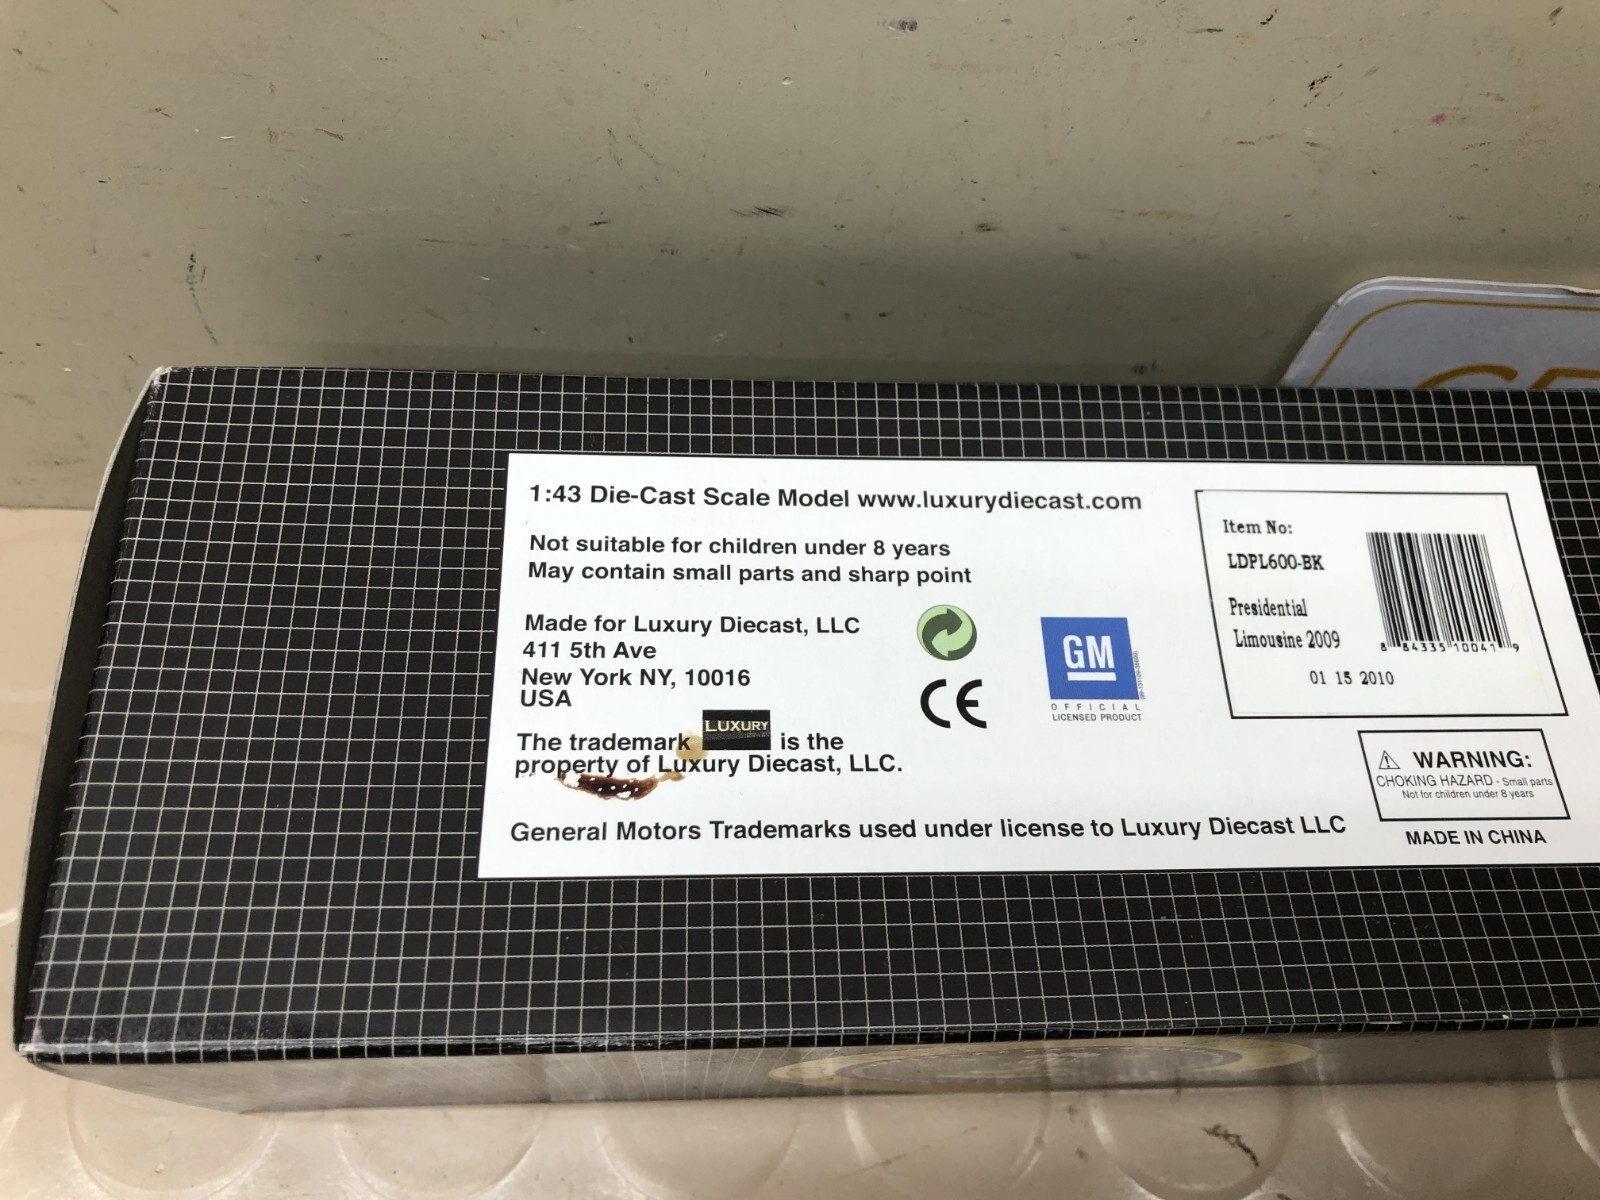 1:43 Die-Cast Scale Model www.luxurydiecast.com
Not suitable for children under 8 years
May contain small parts and sharp point
Made for Luxury Diecast, LLC
411 5th Ave
New York NY, 10016
USA
The trademark LUXURY is the
property of Luxury Diecast, LLC.
General Motors Trademarks used under license to Luxury Diecast LLC
CE
GM
OFFICIAL
LICENSED PRODUCT
Item No:
LDPL600-BK
Presidential
Limousine 2009
01 15 2010
8 84335 10041 9
WARNING:
CHOKING HAZARD - Small parts
Not for children under 8 years
MADE IN CHINA